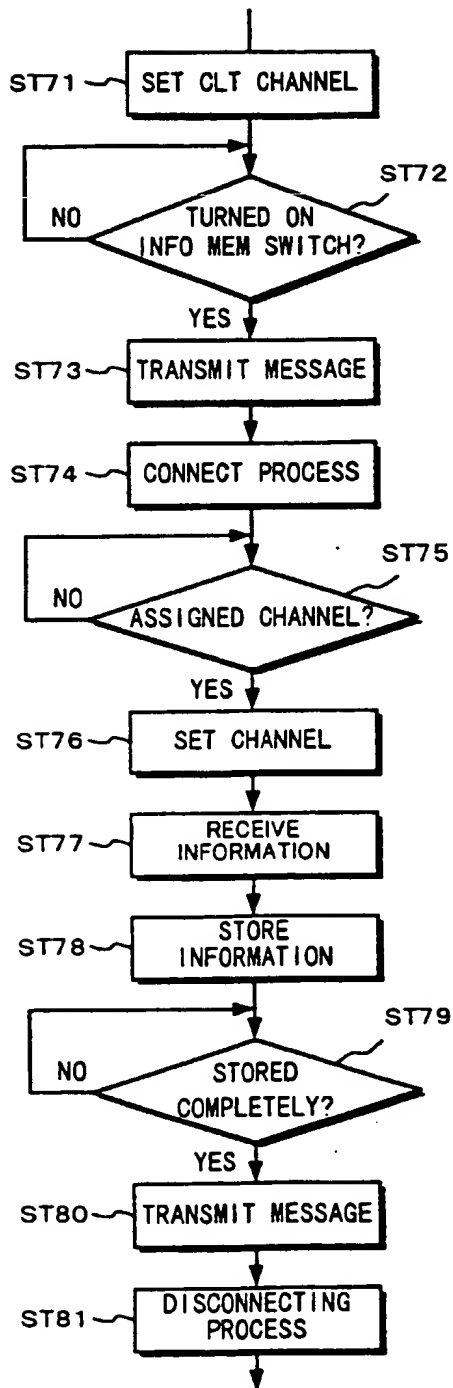 ST71
SET CLT CHANNEL
ST72
NO
TURNED ON
INFO MEM SWITCH?
YES
ST73
TRANSMIT MESSAGE
ST74
CONNECT PROCESS
ST75
NO
ASSIGNED CHANNEL?
YES
ST76
SET CHANNEL
ST77
RECEIVE
INFORMATION
ST78
STORE
INFORMATION
ST79
NO
STORED
COMPLETELY?
YES
ST80
TRANSMIT MESSAGE
ST81
DISCONNECTING
PROCESS